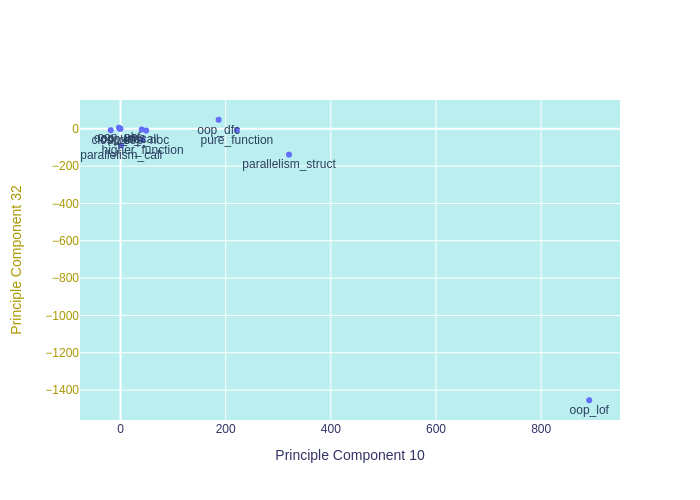 0
−200
−400
−600
−800
−1000
−1200
−1400
Principle Component 32
oop_dfc
pure_function
higher_function
parallelism_call
parallelism_struct
oop_lof
0
200
400
600
800
Principle Component 10